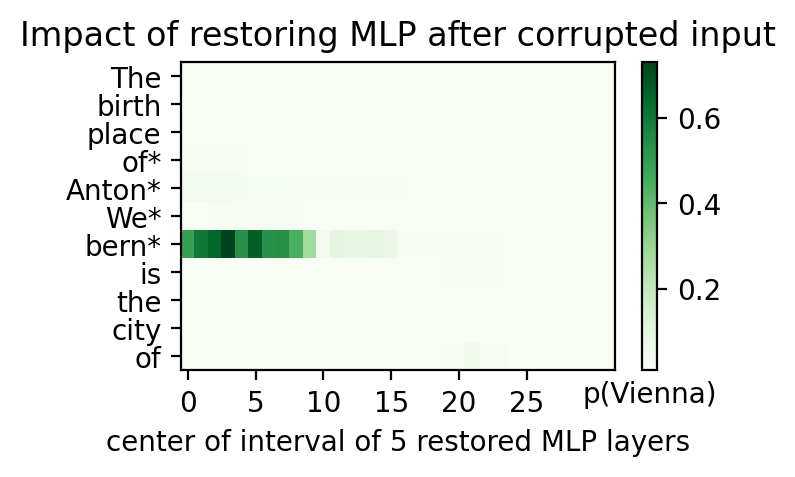 Impact of restoring MLP after corrupted input
The
birth
place
of*
Anton*
We*
bern*
is
the
city
of
0 5 10 15 20 25
center of interval of 5 restored MLP layers
0.6
0.4
0.2
p(Vienna)